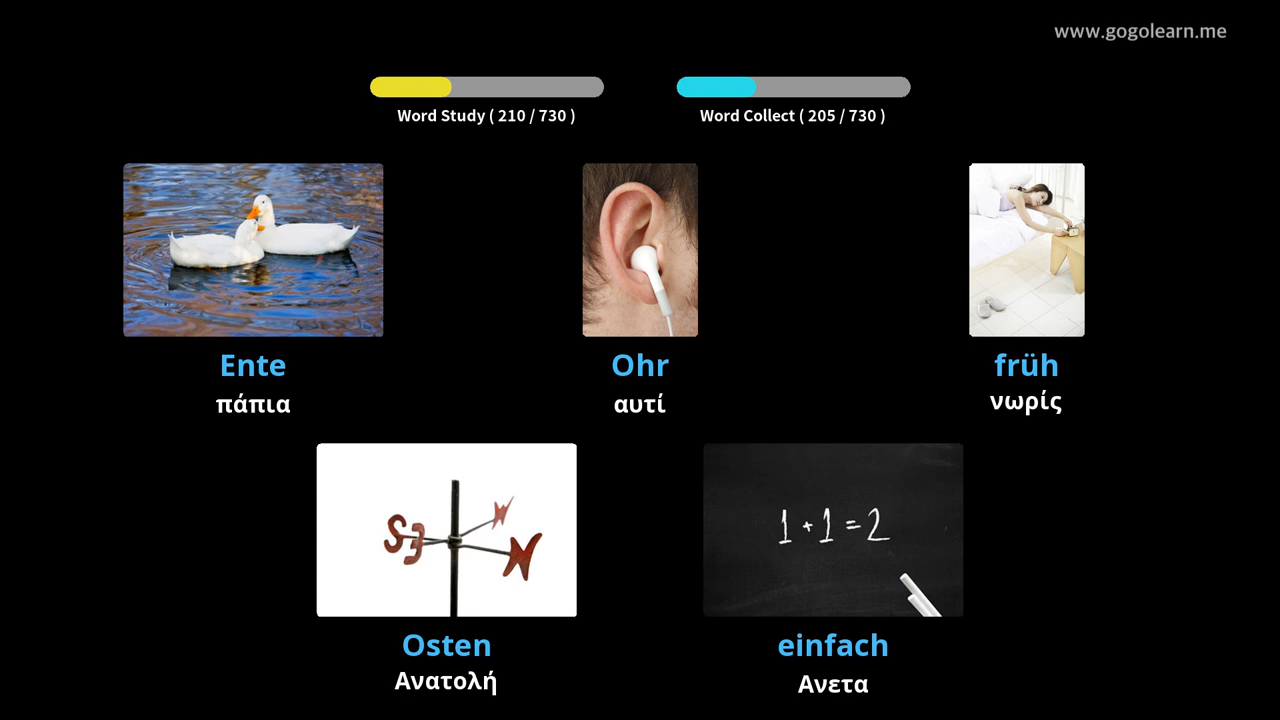 www.gogolearn.me
Word Study ( 210 / 730 )
Word Collect ( 205 / 730 )
Ente
πάπια
Ohr
αυτί
früh
νωρίς
S E N W
1 + 1 = 2
Osten
Ανατολή
einfach
Ανετα